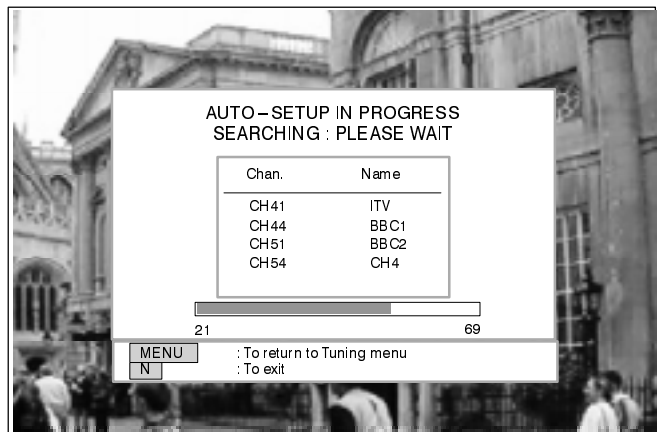 AUTO–SETUP IN PROGRESS
SEARCHING : PLEASE WAIT
Chan. Name
CH41 ITV
CH44 BBC1
CH51 BBC2
CH54 CH4
21 69
MENU : To return to Tuning menu
N : To exit